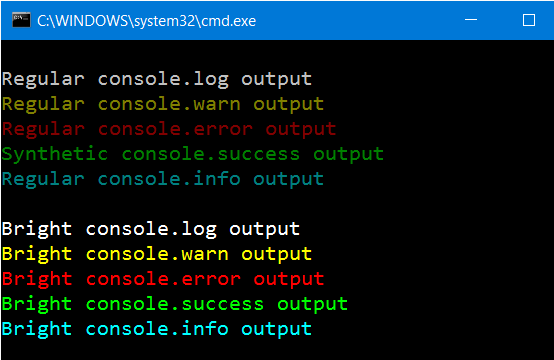 C:\WINDOWS\system32\cmd.exe
Regular console.log output
Regular console.warn output
Regular console.error output
Synthetic console.success output
Regular console.info output
Bright console.log output
Bright console.warn output
Bright console.error output
Bright console.success output
Bright console.info output